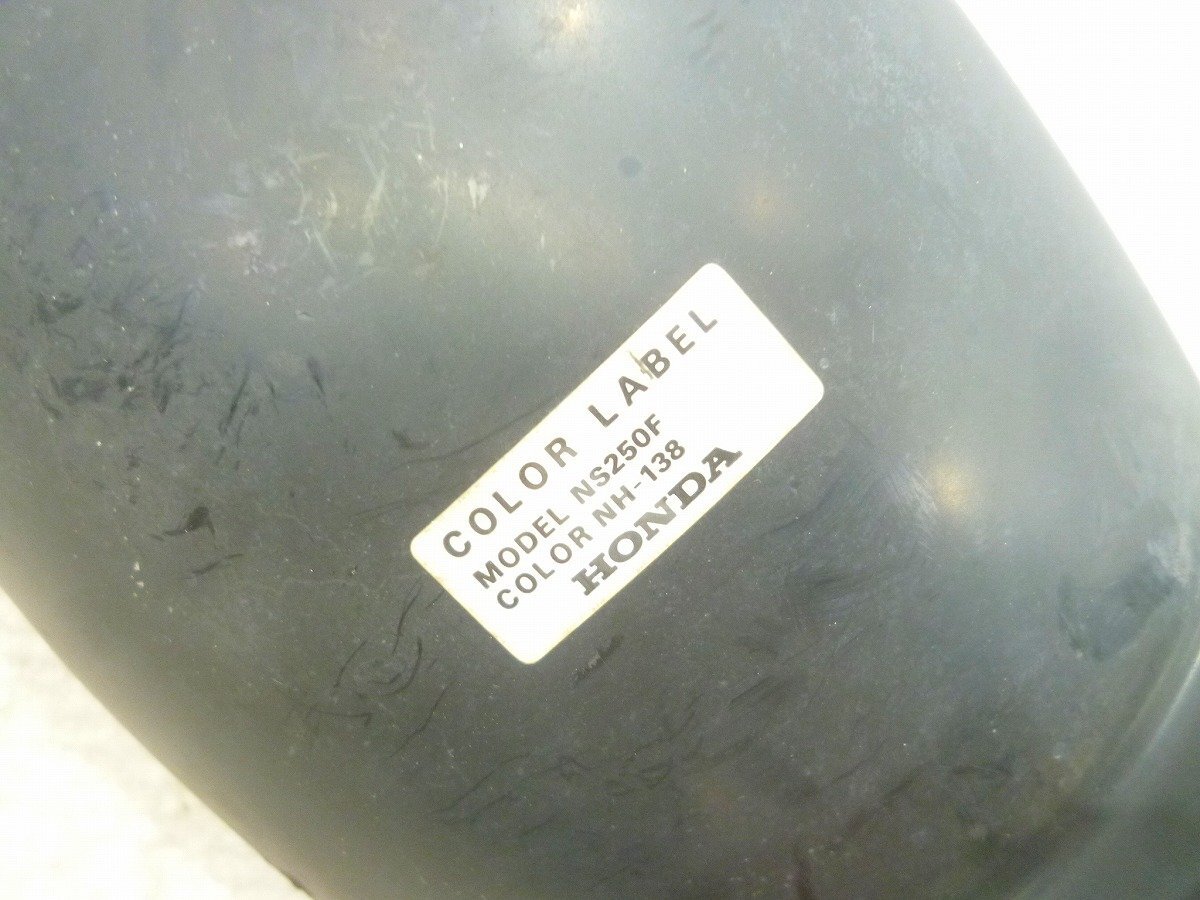 COLOR LABEL
MODEL NS250F
COLOR NH-138
HONDA